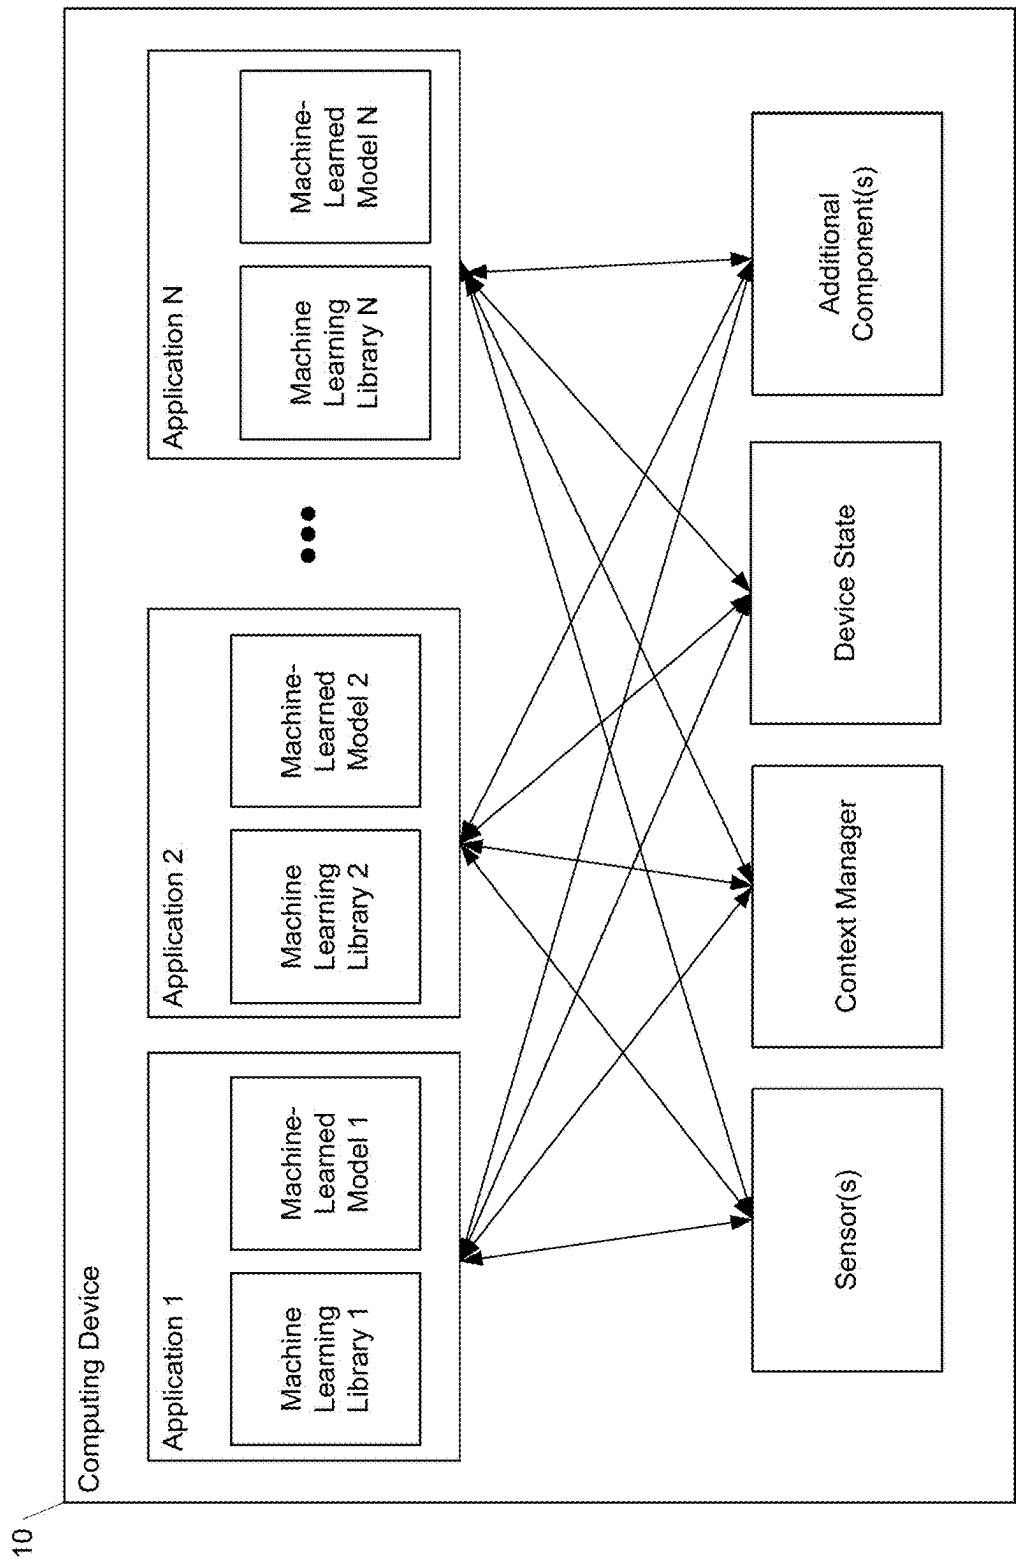 10
Computing Device
Application 1
Machine
Learning
Library 1
Machine-
Learned
Model 1
Application 2
Machine
Learning
Library 2
Machine-
Learned
Model 2
Application N
Machine
Learning
Library N
Machine-
Learned
Model N
Sensor(s)
Context Manager
Device State
Additional
Component(s)